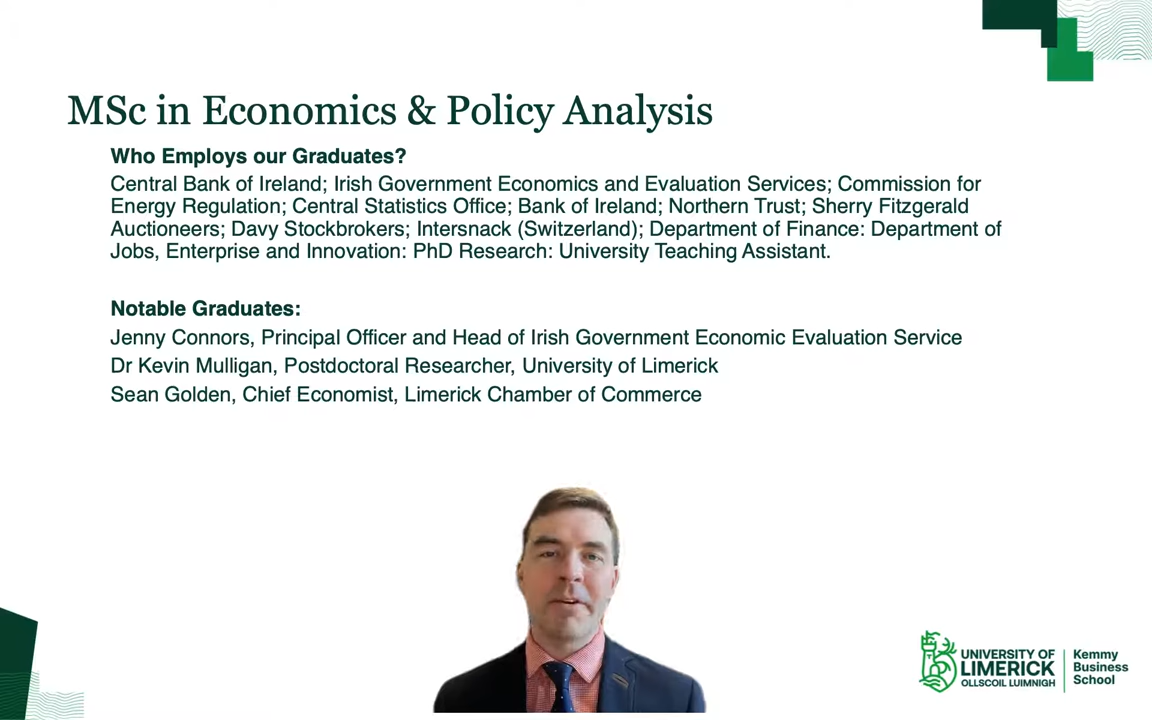 MSc in Economics & Policy Analysis
Who Employs our Graduates?
Central Bank of Ireland; Irish Government Economics and Evaluation Services; Commission for
Energy Regulation; Central Statistics Office; Bank of Ireland; Northern Trust; Sherry Fitzgerald
Auctioneers; Davy Stockbrokers; Intersnack (Switzerland); Department of Finance: Department of
Jobs, Enterprise and Innovation: PhD Research: University Teaching Assistant.
Notable Graduates:
Jenny Connors, Principal Officer and Head of Irish Government Economic Evaluation Service
Dr Kevin Mulligan, Postdoctoral Researcher, University of Limerick
Sean Golden, Chief Economist, Limerick Chamber of Commerce
UNIVERSITY OF
LIMERICK
OLLSCOIL LUIMNIGH
Kemmy
Business
School